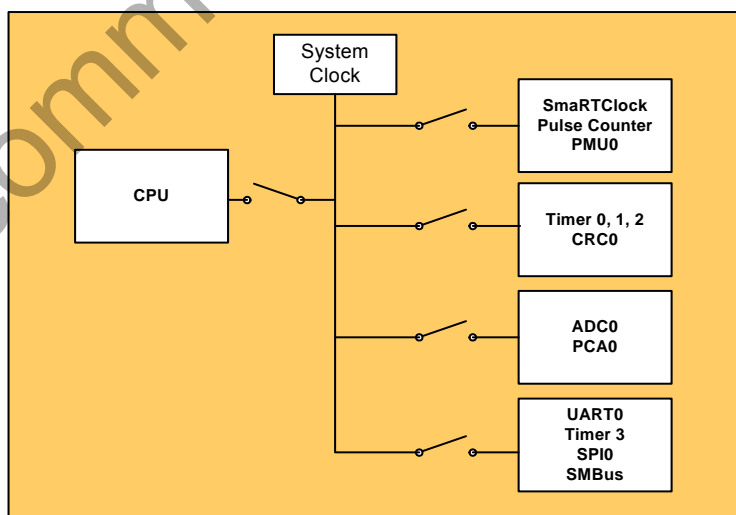 System
Clock
CPU
SmaRTClock
Pulse Counter
PMU0
Timer 0, 1, 2
CRC0
ADC0
PCA0
UART0
Timer 3
SPI0
SMBus